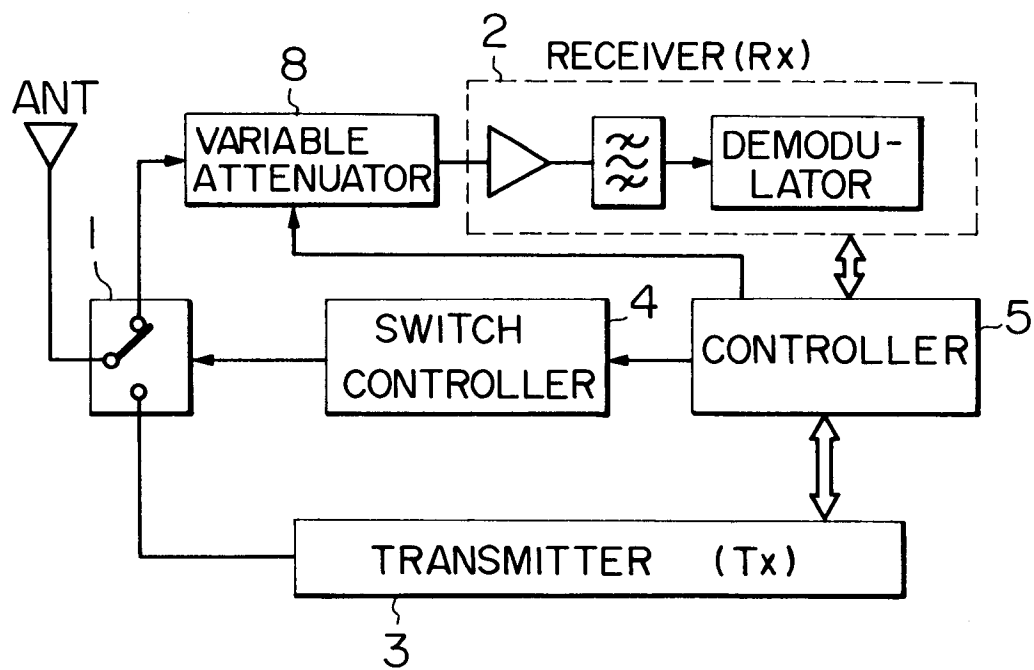 2
RECEIVER (Rx)
8
ANT
VARIABLE
ATTENUATOR
DEMODU-
LATOR
1
4
5
SWITCH
CONTROLLER
CONTROLLER
TRANSMITTER (Tx)
3